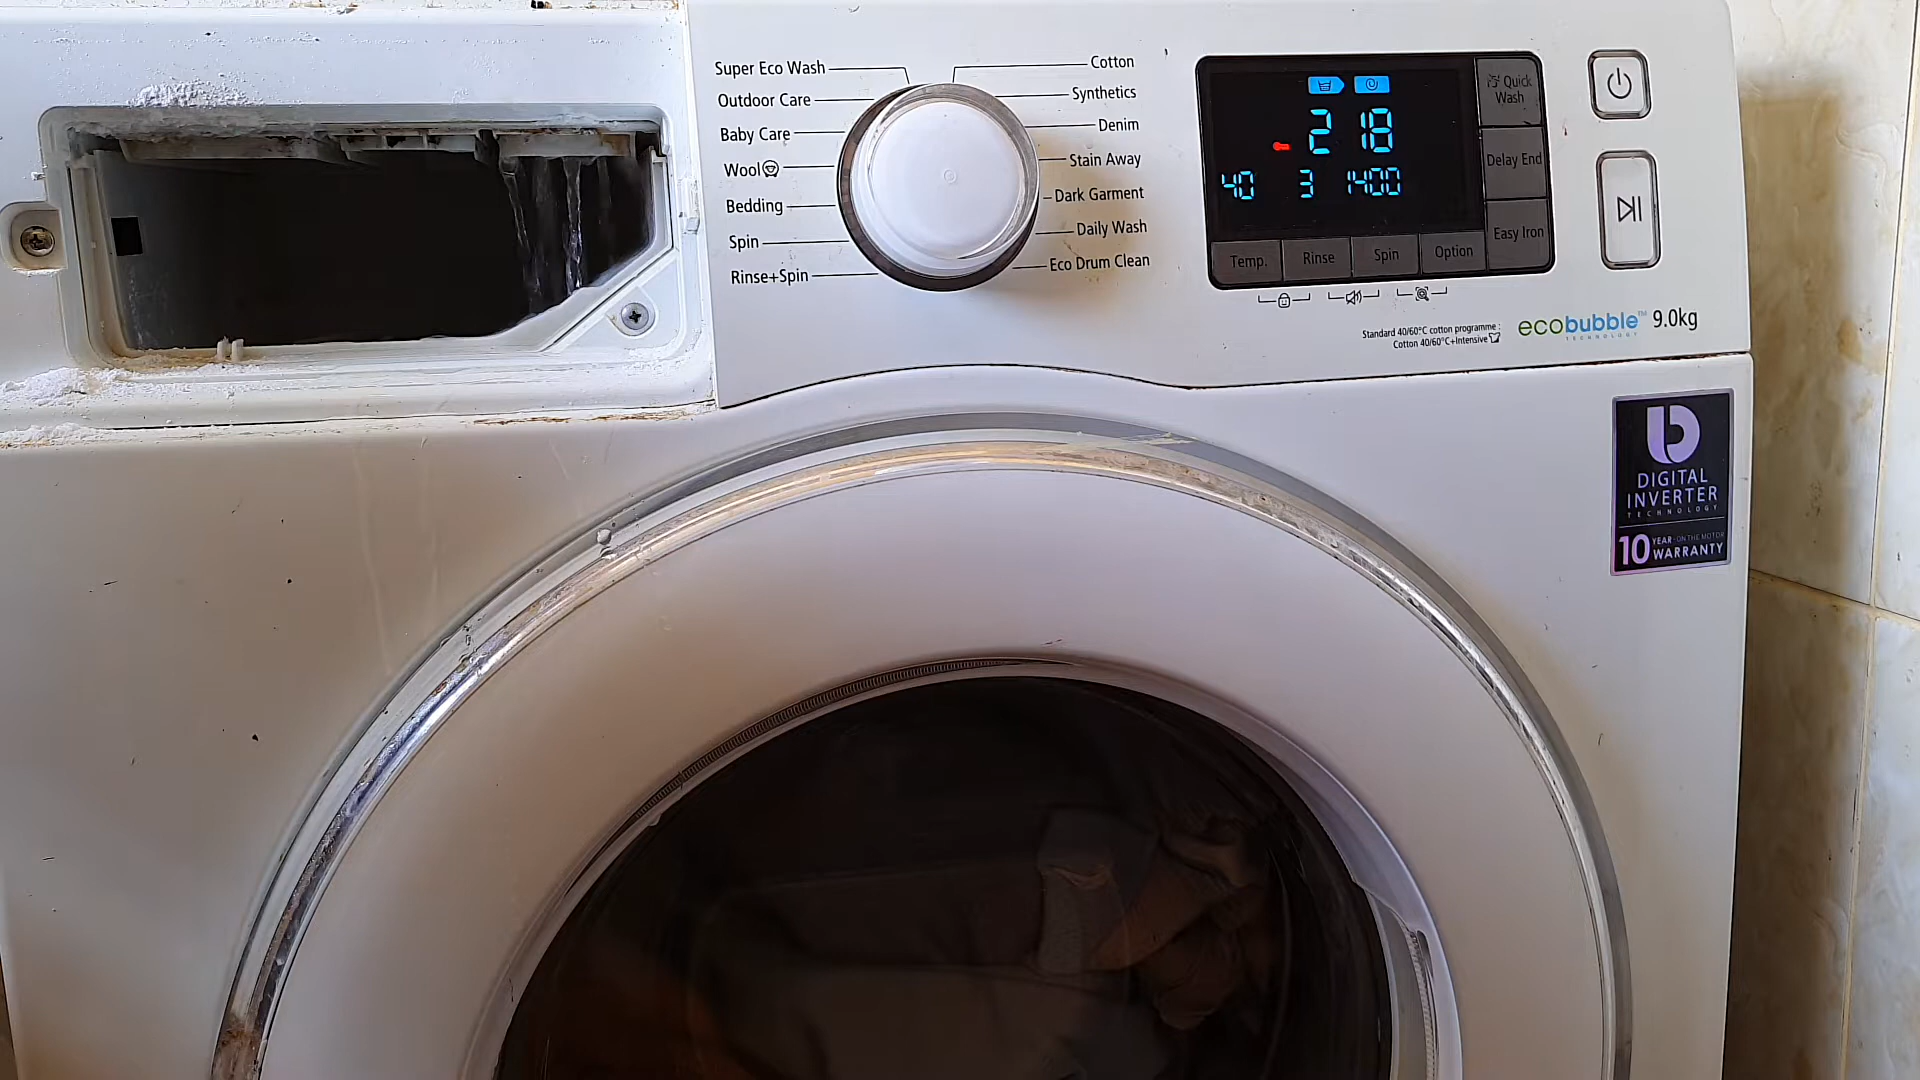 Super Eco Wash
Outdoor Care
Baby Care
Wool
Bedding
Spin
Rinse+Spin
Cotton
Synthetics
Denim
Stain Away
Dark Garment
Daily Wash
Eco Drum Clean
2 18
40 3 1400
Quick
Wash
Delay End
Easy Iron
Temp. Rinse Spin Option
Standard 40/60°C cotton programme :
Cotton 40/60°C+Intensive
ecobubble™ 9.0kg
TECHNOLOGY
DIGITAL
INVERTER
TECHNOLOGY
10 YEAR ON THE MOTOR
WARRANTY